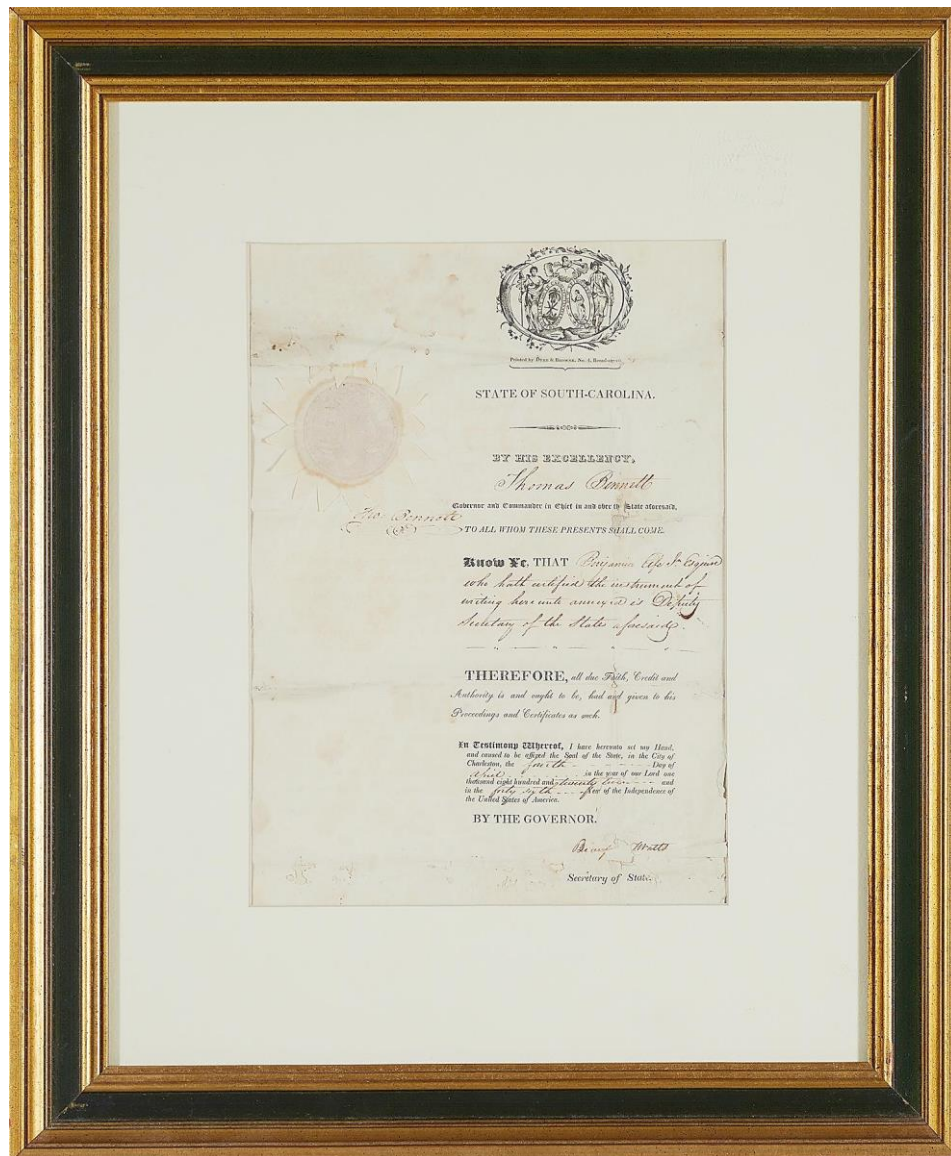 Printed by Duke & Browne, No. 4, Broad-street
STATE OF SOUTH-CAROLINA.
BY HIS EXCELLENCY,
Thomas Bennett
Governor and Commander in Chief in and over the State aforesaid,
Tho Bennett
TO ALL WHOM THESE PRESENTS SHALL COME.
Know Ye, THAT Benjamin Jr Esquire
who hath certified the instrument of
writing hereunto annexed is Deputy
Secretary of the State aforesaid.
THEREFORE, all due Faith, Credit and
Authority is and ought to be, had and given to his
Proceedings and Certificates as such.
In Testimony Whereof, I have hereunto set my Hand,
and caused to be affixed the Seal of the State, in the City of
Charleston, the fourth Day of
April in the year of our Lord one
thousand eight hundred and twenty two and
in the forty sixth year of the Independence of
the United States of America.
BY THE GOVERNOR.
Watts
Secretary of State.